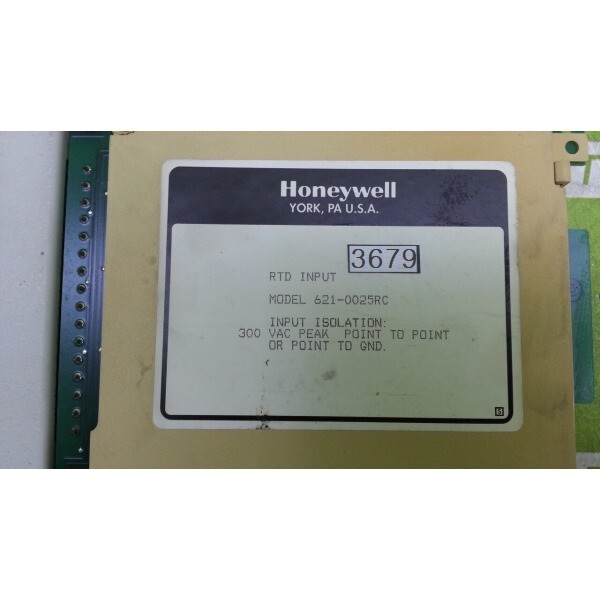 Honeywell
YORK, PA U.S.A.
3679
RTD INPUT
MODEL 621-0025RC
INPUT ISOLATION:
300 VAC PEAK POINT TO POINT
OR POINT TO GND.